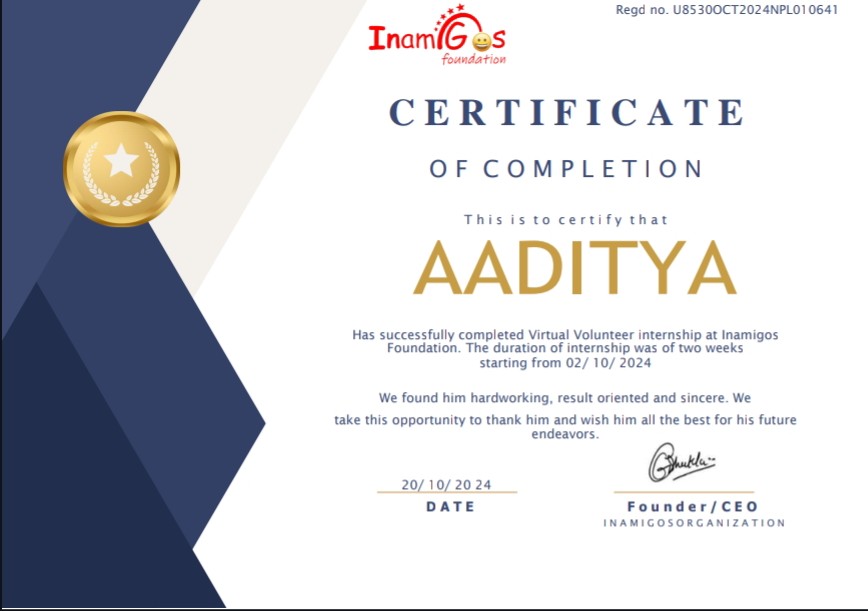 Regd no. U8530OCT2024NPL010641
InamiGos
foundation
CERTIFICATE
OF COMPLETION
This is to certify that
AADITYA
Has successfully completed Virtual Volunteer internship at Inamigos
Foundation. The duration of internship was of two weeks
starting from 02/ 10/ 2024
We found him hardworking, result oriented and sincere. We
take this opportunity to thank him and wish him all the best for his future
endeavors.
Shukla
20/ 10/ 20 24
DATE
Founder/CEO
INAMIGOSORGANIZATION